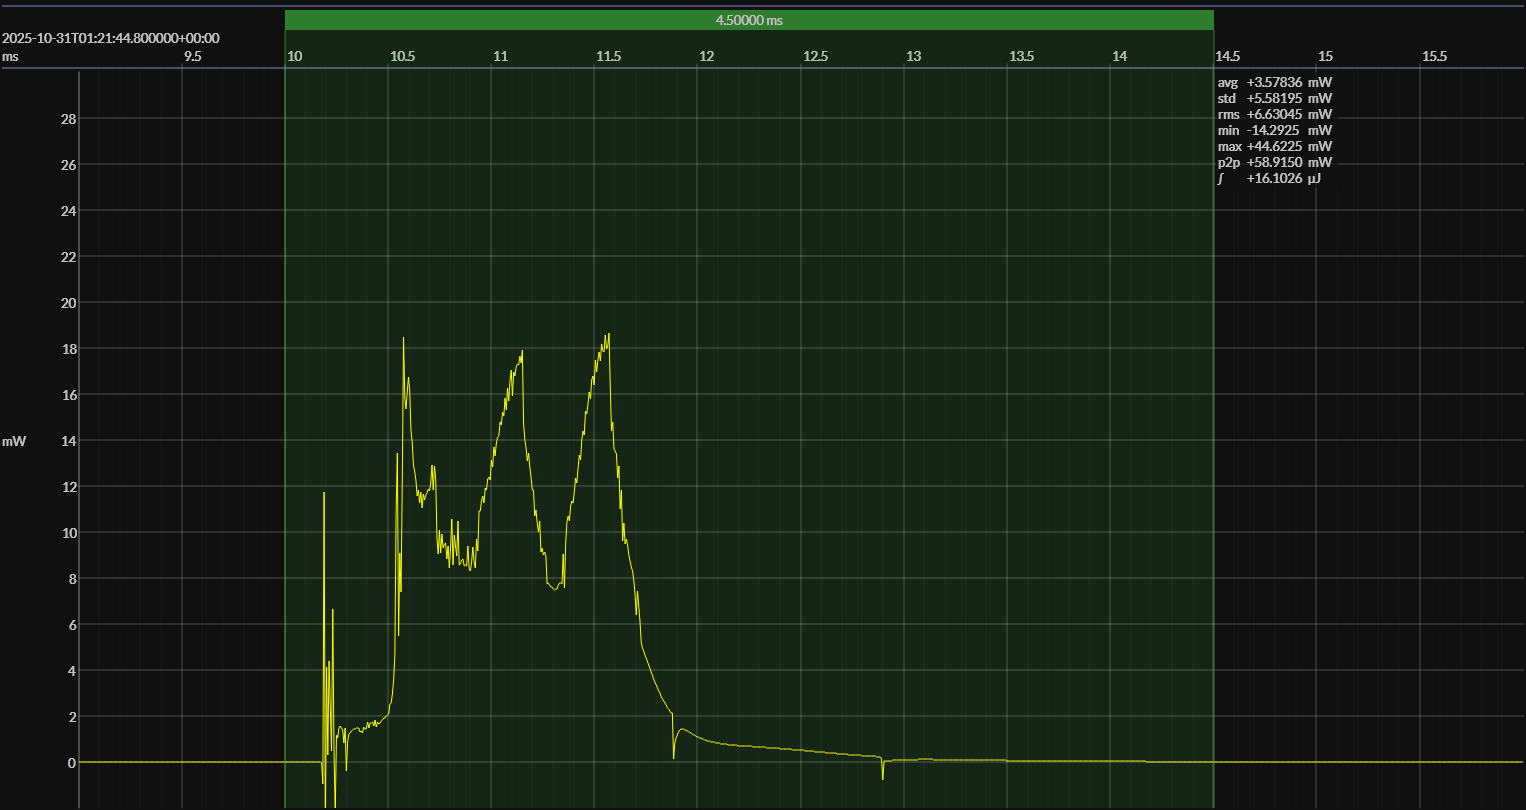 4.50000 ms
2025-10-31T01:21:44.800000+00:00
ms 9.5 10 10.5 11 11.5 12 12.5 13 13.5 14 14.5 15 15.5
avg +3.57836 mW
std +5.58195 mW
rms +6.63045 mW
min -14.2925 mW
max +44.6225 mW
p2p +58.9150 mW
∫ +16.1026 µJ
28
26
24
22
20
18
16
mW
14
12
10
8
6
4
2
0